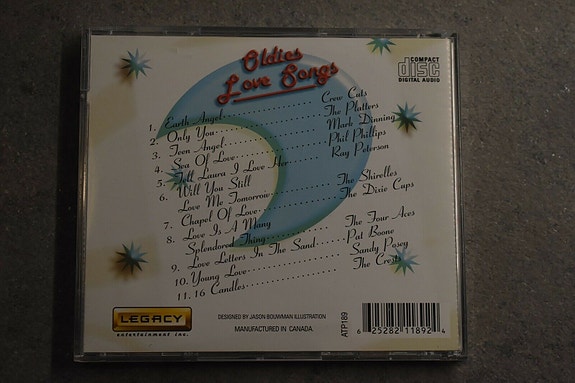 Oldies
Love Songs
COMPACT
disc
DIGITAL AUDIO
1. Earth Angel.................... Crew Cuts
2. Only You.................... The Platters
3. Teen Angel.................... Mark Dinning
4. Sea Of Love.................... Phil Phillips
5. Tell Laura I Love Her........ Ray Peterson
6. Will You Still
Love Me Tomorrow............ The Shirelles
7. Chapel Of Love................ The Dixie Cups
8. Love Is A Many
Splendored Thing............. The Four Aces
9. Love Letters In The Sand...... Pat Boone
10. Young Love.................... Sandy Posey
11. 16 Candles.................... The Crests
LEGACY
entertainment inc.
DESIGNED BY JASON BOUWMAN ILLUSTRATION
MANUFACTURED IN CANADA.
ATP189
6 25282 11892 4